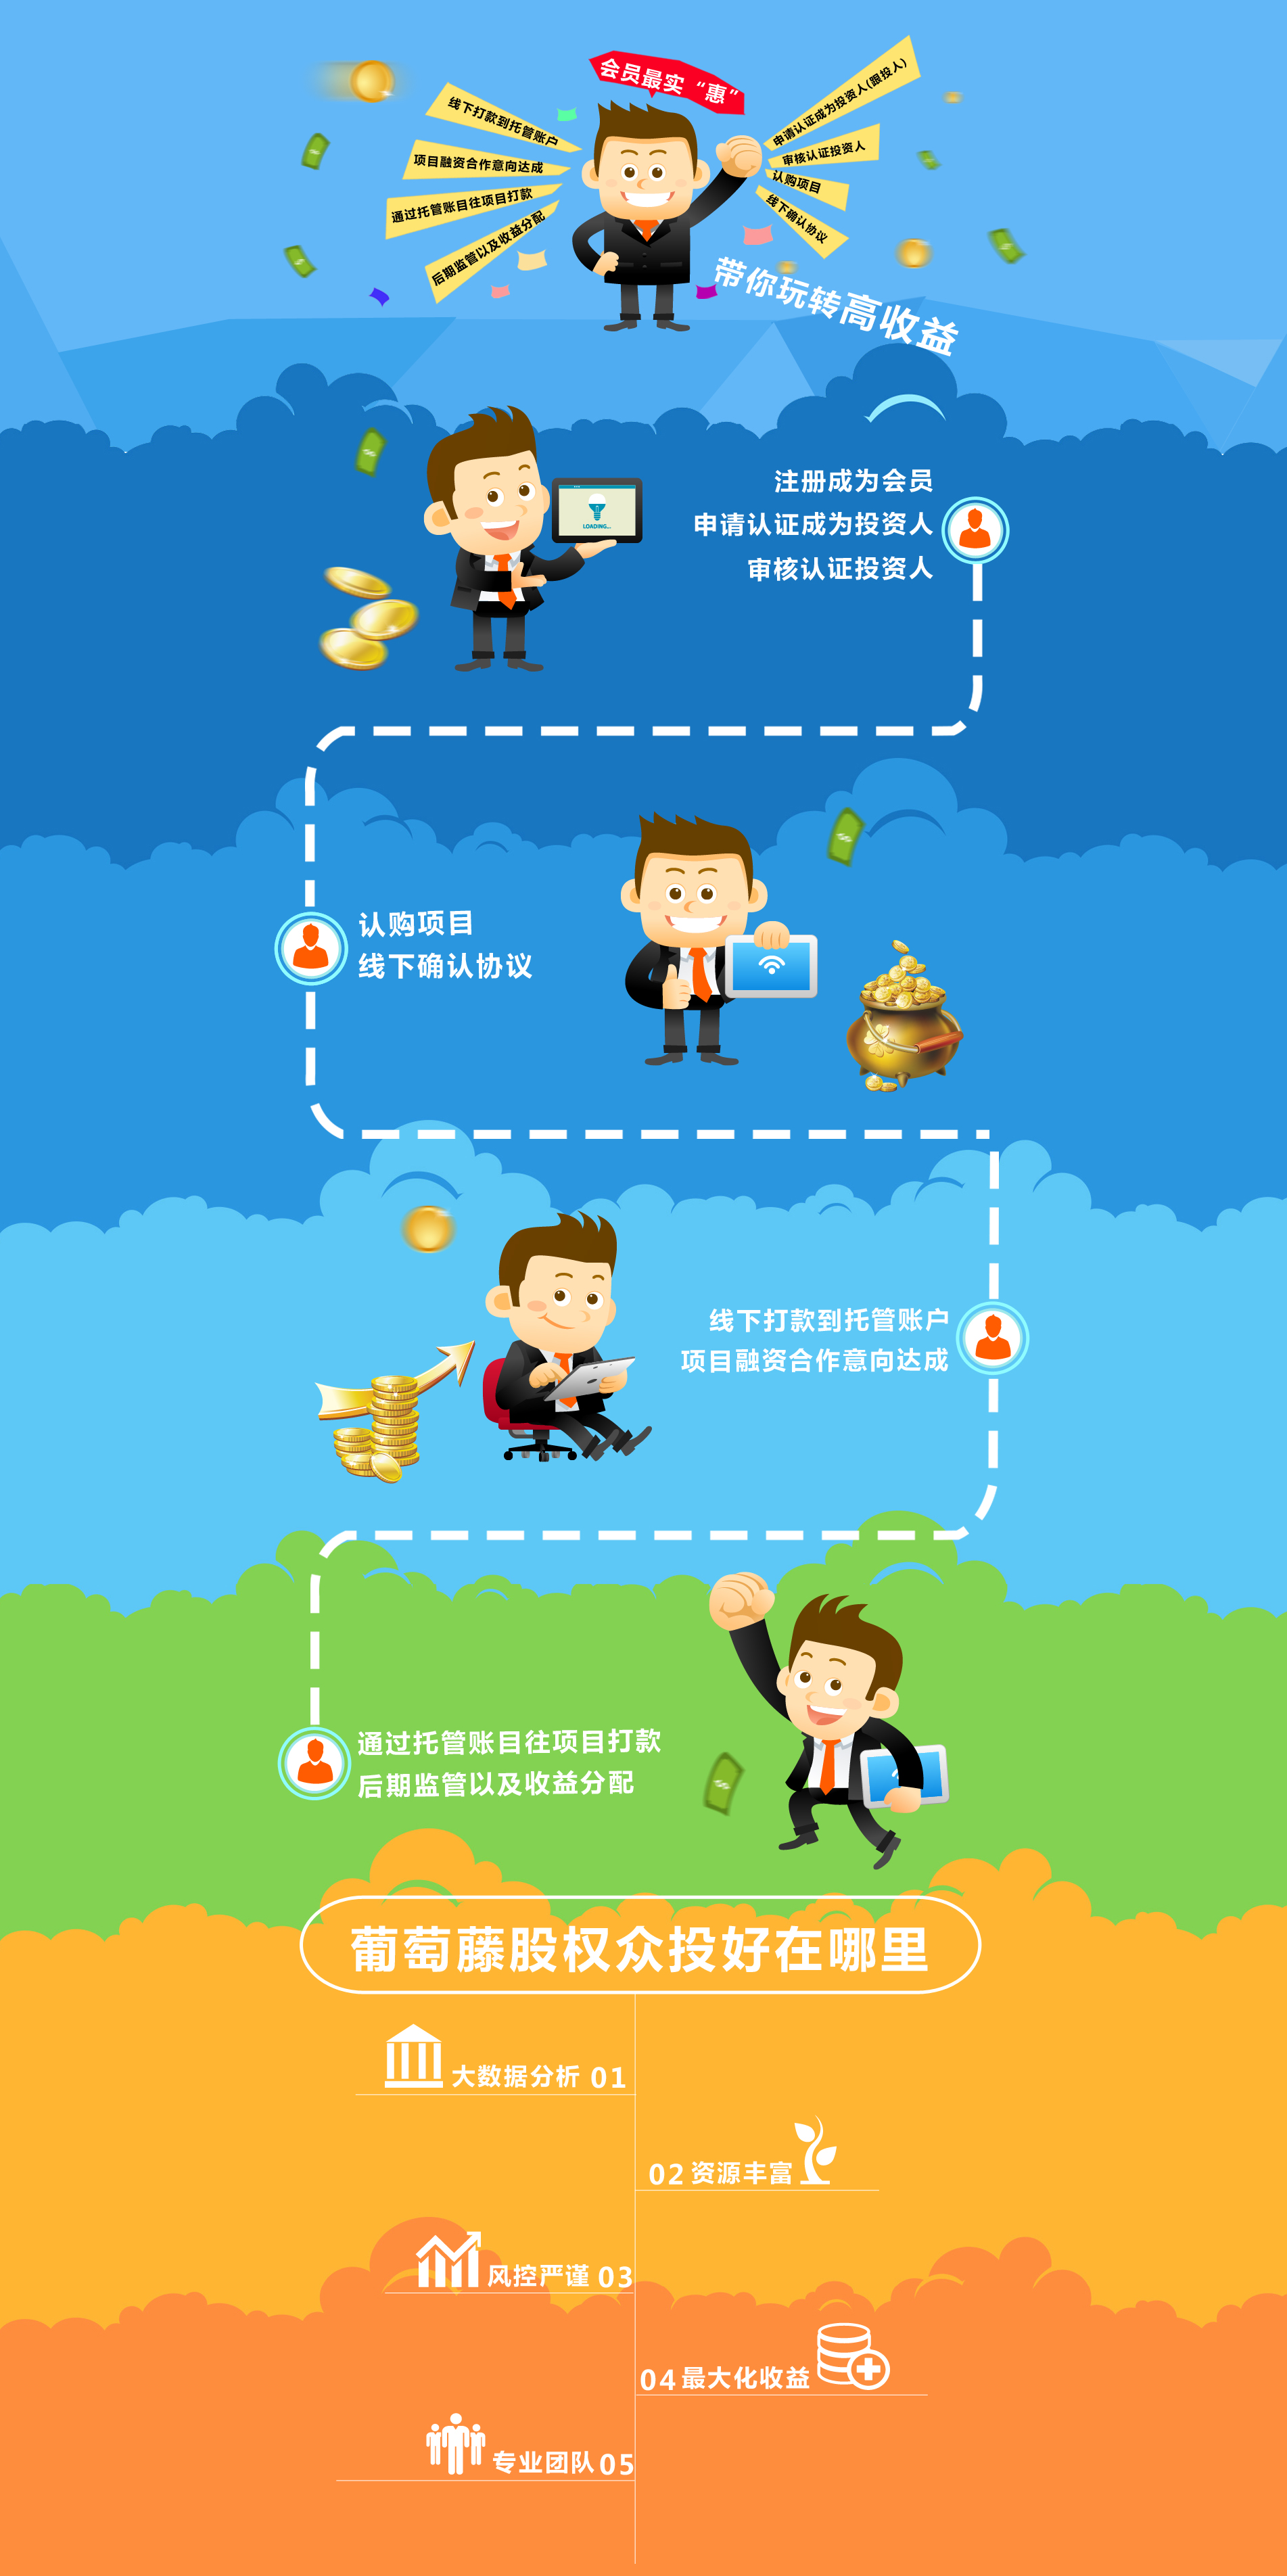 会员最实“惠”
线下打款到托管账户
项目融资合作意向达成
通过托管账目往项目打款
后期监管以及收益分配
申请认证成为投资人(跟投人)
审核认证投资人
认购项目
线下确认协议
带你玩转高收益
LOADING...
注册成为会员
申请认证成为投资人
审核认证投资人
认购项目
线下确认协议
线下打款到托管账户
项目融资合作意向达成
通过托管账目往项目打款
后期监管以及收益分配
葡萄藤股权众投好在哪里
大数据分析 01
02 资源丰富
风控严谨 03
04 最大化收益
专业团队 05